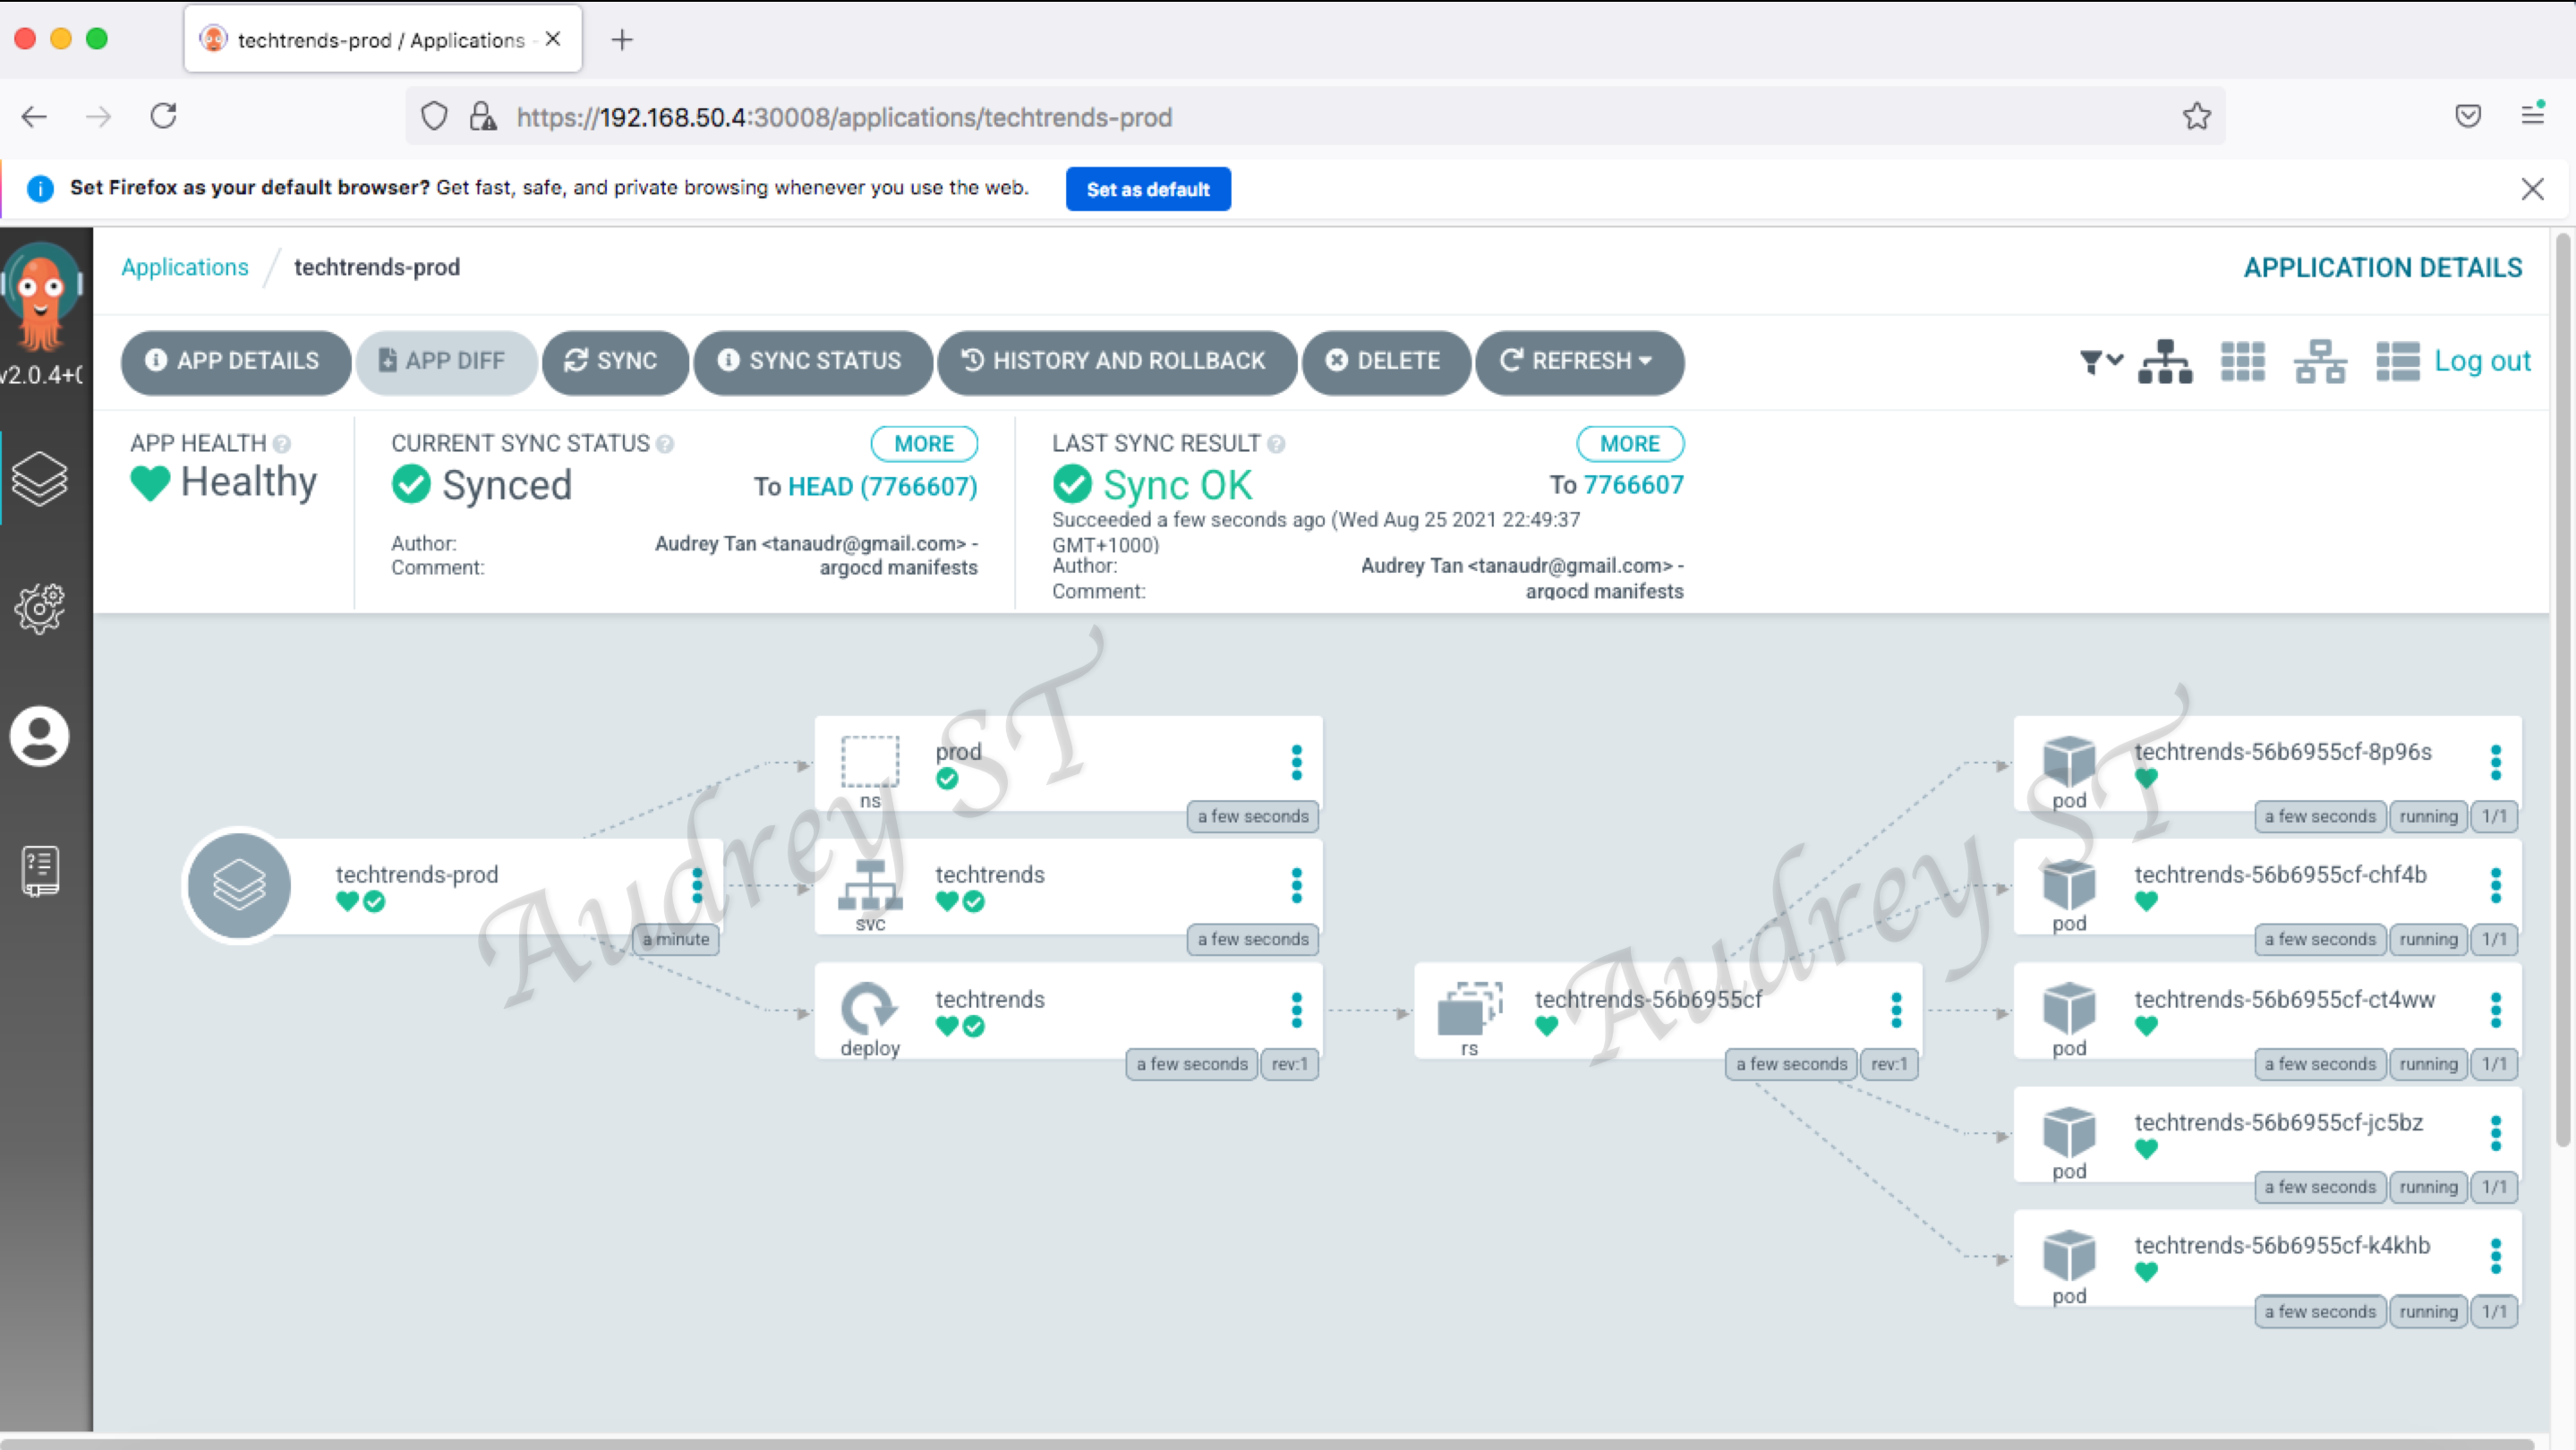 techtrends-prod / Applications -
https://192.168.50.4:30008/applications/techtrends-prod
Set Firefox as your default browser? Get fast, safe, and private browsing whenever you use the web.
Set as default
Applications / techtrends-prod
APPLICATION DETAILS
v2.0.4+
APP DETAILS
APP DIFF
SYNC
SYNC STATUS
HISTORY AND ROLLBACK
DELETE
REFRESH
Log out
APP HEALTH
Healthy
CURRENT SYNC STATUS
MORE
Synced
To HEAD (7766607)
Author: Audrey Tan <tanaudr@gmail.com> -
Comment: argocd manifests
LAST SYNC RESULT
MORE
Sync OK
To 7766607
Succeeded a few seconds ago (Wed Aug 25 2021 22:49:37
GMT+1000)
Author: Audrey Tan <tanaudr@gmail.com> -
Comment: argocd manifests
techtrends-prod
a minute
prod
ns
a few seconds
techtrends
svc
a few seconds
techtrends
deploy
a few seconds rev:1
techtrends-56b6955cf
rs
a few seconds rev:1
techtrends-56b6955cf-8p96s
pod
a few seconds running 1/1
techtrends-56b6955cf-chf4b
pod
a few seconds running 1/1
techtrends-56b6955cf-ct4ww
pod
a few seconds running 1/1
techtrends-56b6955cf-jc5bz
pod
a few seconds running 1/1
techtrends-56b6955cf-k4khb
pod
a few seconds running 1/1
Audrey ST
Audrey ST